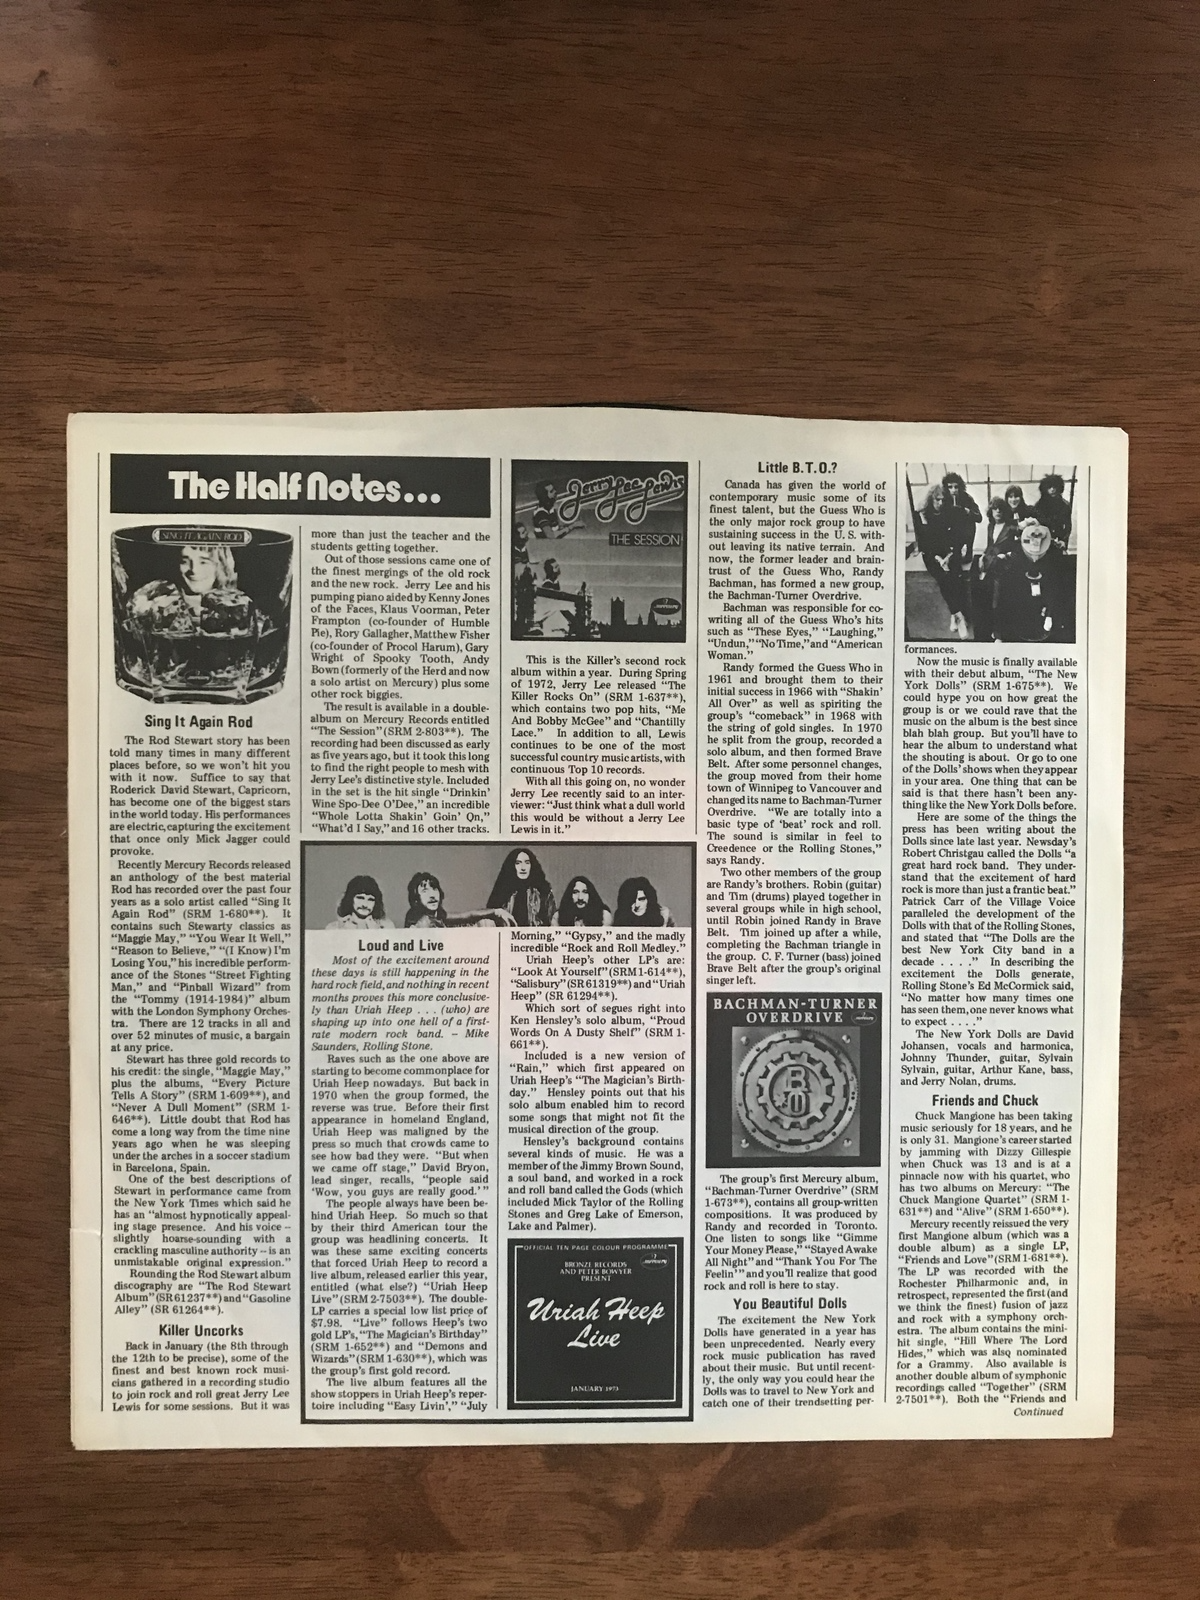 The Half Notes...
SING IT AGAIN ROD
Sing It Again Rod
The Rod Stewart story has been
told many times in many different
places before, so we won't hit you
with it now. Suffice to say that
Roderick David Stewart, Capricorn,
has become one of the biggest stars
in the world today. His performances
are electric, capturing the excitement
that once only Mick Jagger could
provoke.
Recently Mercury Records released
an anthology of the best material
Rod has recorded over the past four
years as a solo artist called "Sing It
Again Rod" (SRM 1-680**). It
contains such Stewarty classics as
"Maggie May," "You Wear It Well,"
"Reason to Believe," "(I Know) I'm
Losing You," his incredible perform-
ance of the Stones "Street Fighting
Man," and "Pinball Wizard" from
the "Tommy (1914-1984)" album
with the London Symphony Orches-
tra. There are 12 tracks in all and
over 52 minutes of music, a bargain
at any price.
Stewart has three gold records to
his credit: the single, "Maggie May,"
plus the albums, "Every Picture
Tells A Story" (SRM 1-609**), and
"Never A Dull Moment" (SRM 1-
646**). Little doubt that Rod has
come a long way from the time nine
years ago when he was sleeping
under the arches in a soccer stadium
in Barcelona, Spain.
One of the best descriptions of
Stewart in performance came from
the New York Times which said he
has an "almost hypnotically appeal-
ing stage presence. And his voice –
slightly hoarse-sounding with a
crackling masculine authority – is an
unmistakable original expression."
Rounding the Rod Stewart album
discography are "The Rod Stewart
Album" (SR 61237**) and "Gasoline
Alley" (SR 61264**).
Killer Uncorks
Back in January (the 8th through
the 12th to be precise), some of the
finest and best known rock musi-
cians gathered in a recording studio
to join rock and roll great Jerry Lee
Lewis for some sessions. But it was
more than just the teacher and the
students getting together.
Out of those sessions came one of
the finest mergings of the old rock
and the new rock. Jerry Lee and his
pumping piano aided by Kenny Jones
of the Faces, Klaus Voorman, Peter
Frampton (co-founder of Humble
Pie), Rory Gallagher, Matthew Fisher
(co-founder of Procol Harum), Gary
Wright of Spooky Tooth, Andy
Bown (formerly of the Herd and now
a solo artist on Mercury) plus some
other rock biggies.
The result is available in a double-
album on Mercury Records entitled
"The Session" (SRM 2-803**). The
recording had been discussed as early
as five years ago, but it took this long
to find the right people to mesh with
Jerry Lee's distinctive style. Included
in the set is the hit single "Drinkin'
Wine Spo-Dee O'Dee," an incredible
"Whole Lotta Shakin' Goin' On,"
"What'd I Say," and 16 other tracks.
Jerry Lee Lewis
THE SESSION
mercury
This is the Killer's second rock
album within a year. During Spring
of 1972, Jerry Lee released "The
Killer Rocks On" (SRM 1-637**),
which contains two pop hits, "Me
And Bobby McGee" and "Chantilly
Lace." In addition to all, Lewis
continues to be one of the most
successful country music artists, with
continuous Top 10 records.
With all this going on, no wonder
Jerry Lee recently said to an inter-
viewer: "Just think what a dull world
this would be without a Jerry Lee
Lewis in it."
Loud and Live
Most of the excitement around
these days is still happening in the
hard rock field, and nothing in recent
months proves this more conclusive-
ly than Uriah Heep . . . (who) are
shaping up into one hell of a first-
rate modern rock band. – Mike
Saunders, Rolling Stone.
Raves such as the one above are
starting to become commonplace for
Uriah Heep nowadays. But back in
1970 when the group formed, the
reverse was true. Before their first
appearance in homeland England,
Uriah Heep was maligned by the
press so much that crowds came to
see how bad they were. "But when
we came off stage," David Bryon,
lead singer, recalls, "people said
'Wow, you guys are really good.'"
The people always have been be-
hind Uriah Heep. So much so that
by their third American tour the
group was headlining concerts. It
was these same exciting concerts
that forced Uriah Heep to record a
live album, released earlier this year,
entitled (what else?) "Uriah Heep
Live" (SRM 2-7503**). The double-
LP carries a special low list price of
$7.98. "Live" follows Heep's two
gold LP's, "The Magician's Birthday"
(SRM 1-652**) and "Demons and
Wizards" (SRM 1-630**), which was
the group's first gold record.
The live album features all the
show stoppers in Uriah Heep's reper-
toire including "Easy Livin'," "July
Morning," "Gypsy," and the madly
incredible "Rock and Roll Medley."
Uriah Heep's other LP's are:
"Look At Yourself" (SRM 1-614**),
"Salisbury" (SR 61319**) and "Uriah
Heep" (SR 61294**).
Which sort of segues right into
Ken Hensley's solo album, "Proud
Words On A Dusty Shelf" (SRM 1-
661**).
Included is a new version of
"Rain," which first appeared on
Uriah Heep's "The Magician's Birth-
day." Hensley points out that his
solo album enabled him to record
some songs that might not fit the
musical direction of the group.
Hensley's background contains
several kinds of music. He was a
member of the Jimmy Brown Sound,
a soul band, and worked in a rock
and roll band called the Gods (which
included Mick Taylor of the Rolling
Stones and Greg Lake of Emerson,
Lake and Palmer).
OFFICIAL TEN PAGE COLOUR PROGRAMME
BRONZE RECORDS
AND PETER BOWYER
PRESENT
Uriah Heep
Live
JANUARY 1973
Little B.T.O.?
Canada has given the world of
contemporary music some of its
finest talent, but the Guess Who is
the only major rock group to have
sustaining success in the U. S. with-
out leaving its native terrain. And
now, the former leader and brain-
trust of the Guess Who, Randy
Bachman, has formed a new group,
the Bachman-Turner Overdrive.
Bachman was responsible for co-
writing all of the Guess Who's hits
such as "These Eyes," "Laughing,"
"Undun," "No Time," and "American
Woman."
Randy formed the Guess Who in
1961 and brought them to their
initial success in 1966 with "Shakin'
All Over" as well as spiriting the
group's "comeback" in 1968 with
the string of gold singles. In 1970
he split from the group, recorded a
solo album, and then formed Brave
Belt. After some personnel changes,
the group moved from their home
town of Winnipeg to Vancouver and
changed its name to Bachman-Turner
Overdrive. "We are totally into a
basic type of 'beat' rock and roll.
The sound is similar in feel to
Creedence or the Rolling Stones,"
says Randy.
Two other members of the group
are Randy's brothers. Robin (guitar)
and Tim (drums) played together in
several groups while in high school,
until Robin joined Randy in Brave
Belt. Tim joined up after a while,
completing the Bachman triangle in
the group. C. F. Turner (bass) joined
Brave Belt after the group's original
singer left.
BACHMAN-TURNER
OVERDRIVE
The group's first Mercury album,
"Bachman-Turner Overdrive" (SRM
1-673**), contains all group-written
compositions. It was produced by
Randy and recorded in Toronto.
One listen to songs like "Gimme
Your Money Please," "Stayed Awake
All Night" and "Thank You For The
Feelin'" and you'll realize that good
rock and roll is here to stay.
You Beautiful Dolls
The excitement the New York
Dolls have generated in a year has
been unprecedented. Nearly every
rock music publication has raved
about their music. But until recent-
ly, the only way you could hear the
Dolls was to travel to New York and
catch one of their trendsetting per-
formances.
Now the music is finally available
with their debut album, "The New
York Dolls" (SRM 1-675**). We
could hype you on how great the
group is or we could rave that the
music on the album is the best since
blah blah group. But you'll have to
hear the album to understand what
the shouting is about. Or go to one
of the Dolls' shows when they appear
in your area. One thing that can be
said is that there hasn't been any-
thing like the New York Dolls before.
Here are some of the things the
press has been writing about the
Dolls since late last year. Newsday's
Robert Christgau called the Dolls "a
great hard rock band. They under-
stand that the excitement of hard
rock is more than just a frantic beat."
Patrick Carr of the Village Voice
paralleled the development of the
Dolls with that of the Rolling Stones,
and stated that "The Dolls are the
best New York City band in a
decade . . . ." In describing the
excitement the Dolls generate,
Rolling Stone's Ed McCormick said,
"No matter how many times one
has seen them, one never knows what
to expect . . . ."
The New York Dolls are David
Johansen, vocals and harmonica,
Johnny Thunder, guitar, Sylvain
Sylvain, guitar, Arthur Kane, bass,
and Jerry Nolan, drums.
Friends and Chuck
Chuck Mangione has been taking
music seriously for 18 years, and he
is only 31. Mangione's career started
by jamming with Dizzy Gillespie
when Chuck was 13 and is at a
pinnacle now with his quartet, who
has two albums on Mercury: "The
Chuck Mangione Quartet" (SRM 1-
631**) and "Alive" (SRM 1-650**).
Mercury recently reissued the very
first Mangione album (which was a
double album) as a single LP,
"Friends and Love" (SRM 1-681**).
The LP was recorded with the
Rochester Philharmonic and, in
retrospect, represented the first (and
we think the finest) fusion of jazz
and rock with a symphony orch-
estra. The album contains the mini-
hit single, "Hill Where The Lord
Hides," which was also nominated
for a Grammy. Also available is
another double album of symphonic
recordings called "Together" (SRM
2-7501**). Both the "Friends and
Continued